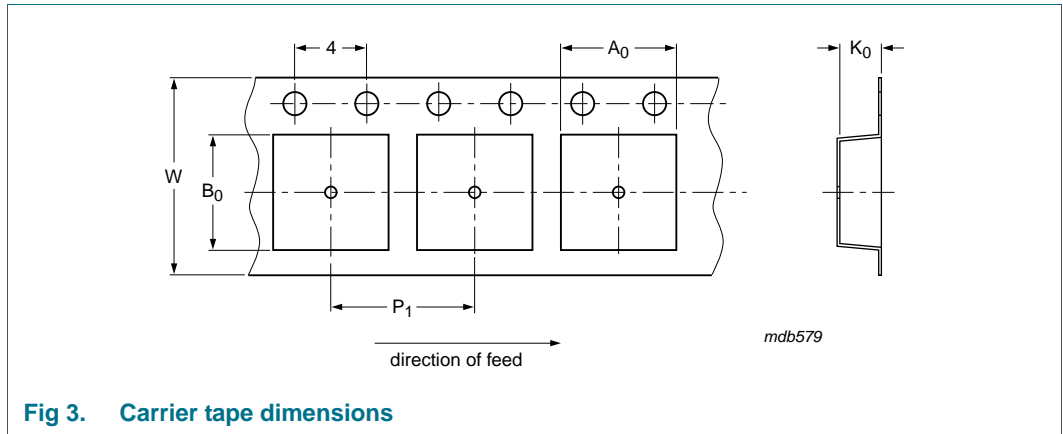 4
A0
K0
W
B0
P1
direction of feed
mdb579
Fig 3. Carrier tape dimensions